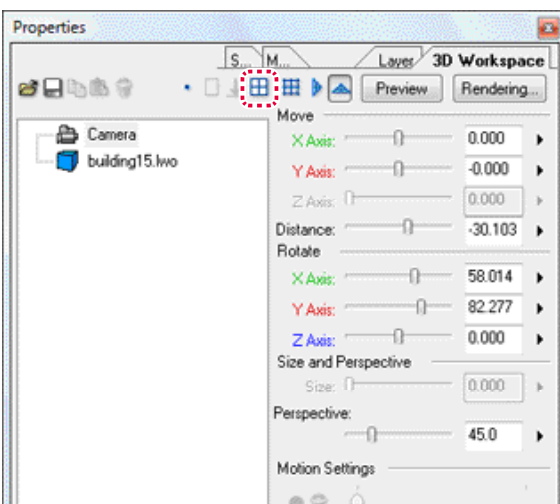 Properties
S... M... Layer 3D Workspace
Preview Rendering...
Camera
building15.lwo
Move
X Axis: 0.000
Y Axis: -0.000
Z Axis: 0.000
Distance: -30.103
Rotate
X Axis: 58.014
Y Axis: 82.277
Z Axis: 0.000
Size and Perspective
Size: 0.000
Perspective:
45.0
Motion Settings